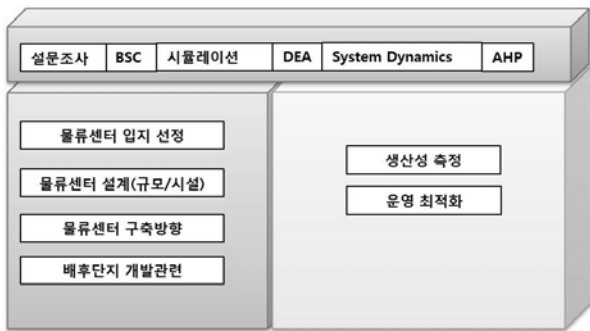 설문조사 BSC 시뮬레이션 DEA System Dynamics AHP
물류센터 입지 선정
물류센터 설계(규모/시설)
물류센터 구축방향
배후단지 개발관련
생산성 측정
운영 최적화